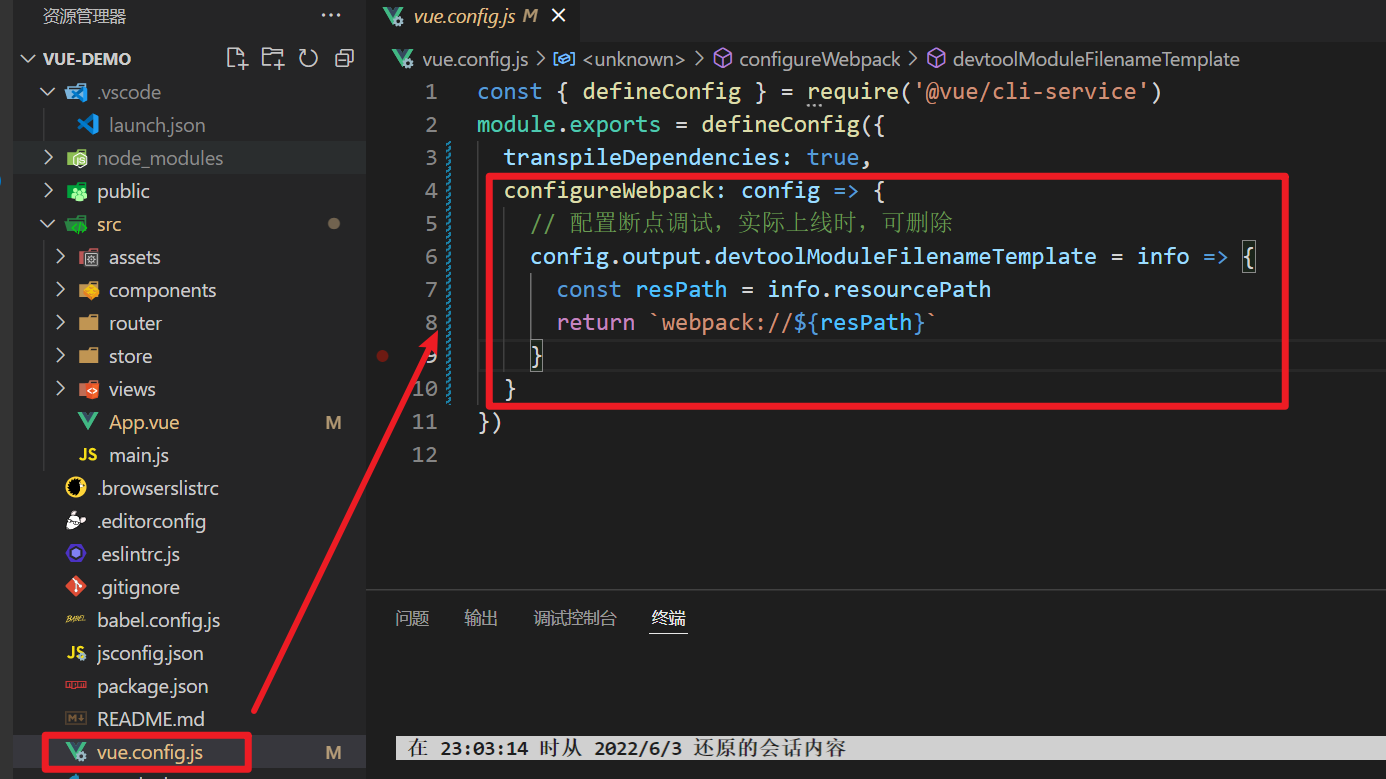 资源管理器
···
VUE-DEMO
.vscode
launch.json
node_modules
public
src
assets
components
router
store
views
App.vue M
main.js
.browserslistrc
.editorconfig
.eslintrc.js
.gitignore
babel.config.js
jsconfig.json
package.json
README.md
vue.config.js M
vue.config.js M
vue.config.js > <unknown> > configureWebpack > devtoolModuleFilenameTemplate
1 const { defineConfig } = require('@vue/cli-service')
2 module.exports = defineConfig({
3 transpileDependencies: true,
4 configureWebpack: config => {
5 // 配置断点调试，实际上线时，可删除
6 config.output.devtoolModuleFilenameTemplate = info => {
7 const resPath = info.resourcePath
8 return `webpack://${resPath}`
9 }
10 }
11 })
12
问题 输出 调试控制台 终端
在 23:03:14 时从 2022/6/3 还原的会话内容